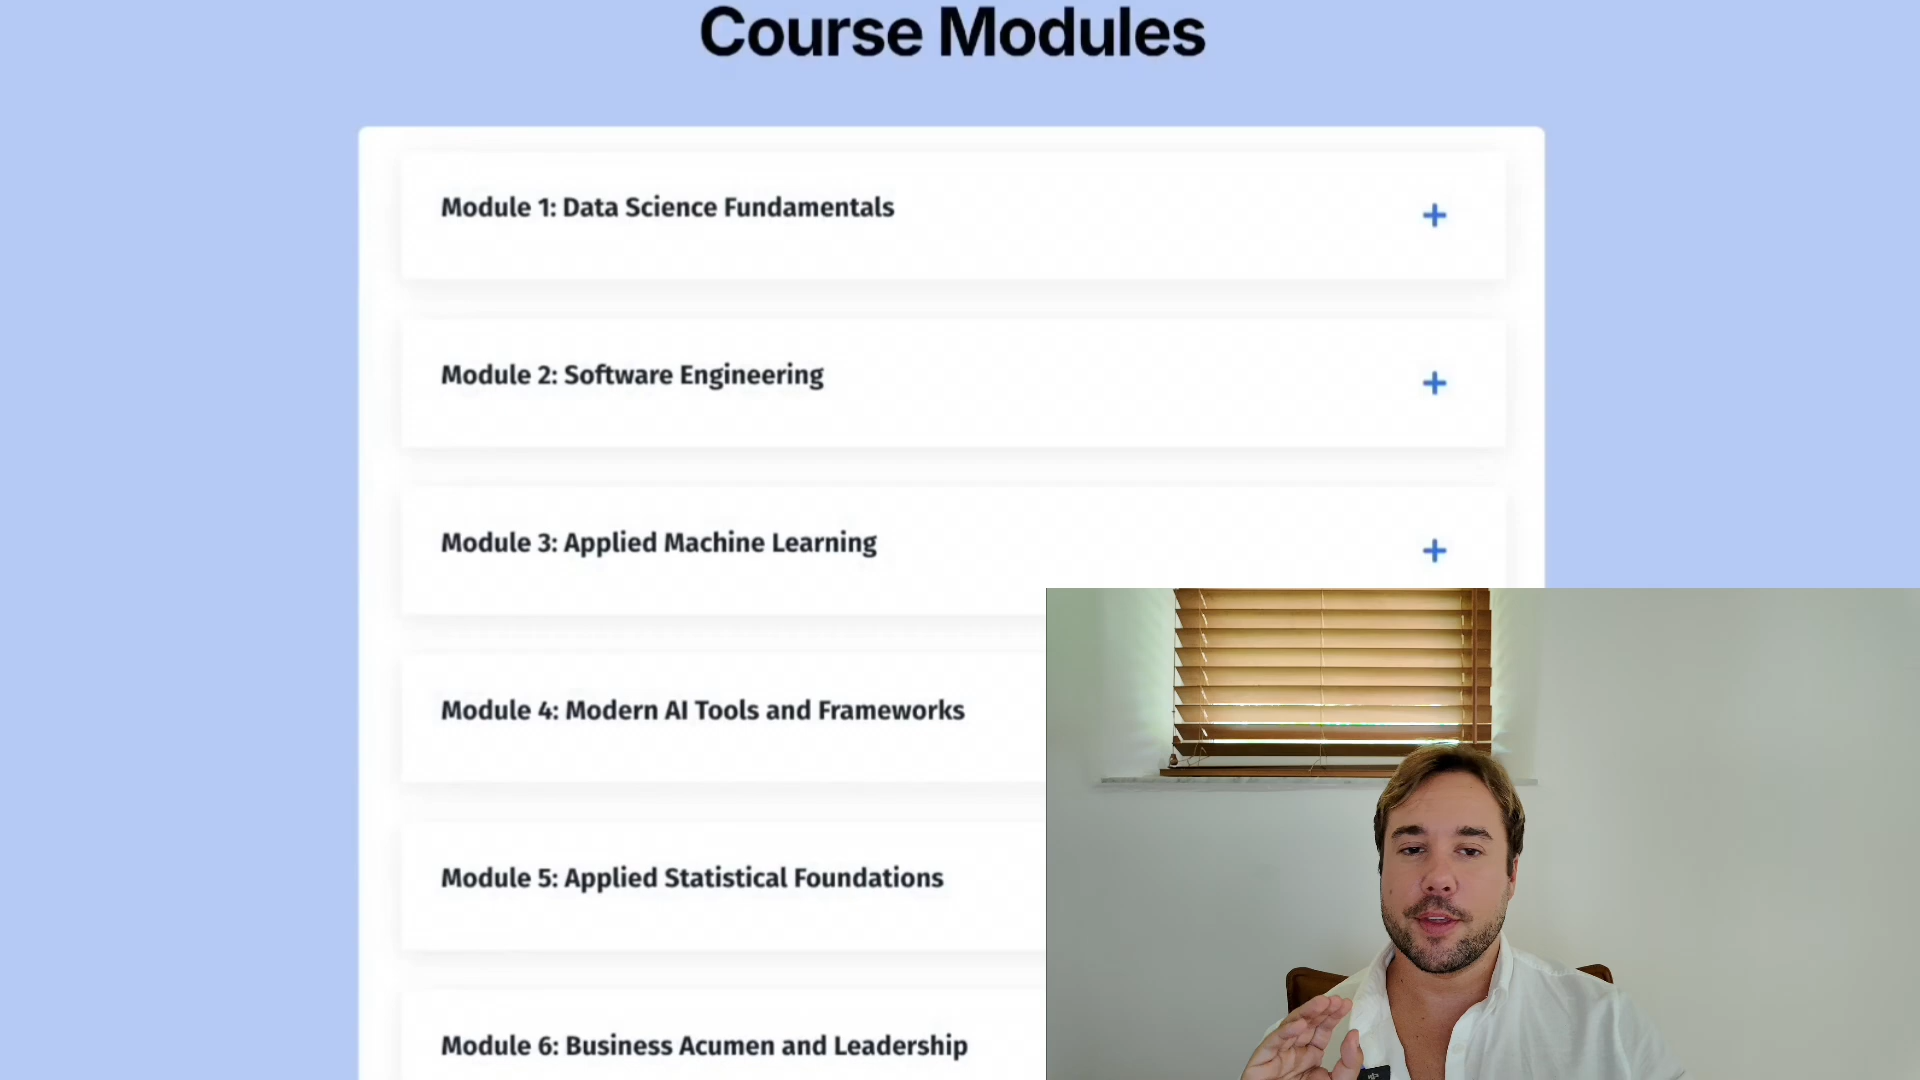 Course Modules
Module 1: Data Science Fundamentals
Module 2: Software Engineering
Module 3: Applied Machine Learning
Module 4: Modern AI Tools and Frameworks
Module 5: Applied Statistical Foundations
Module 6: Business Acumen and Leadership